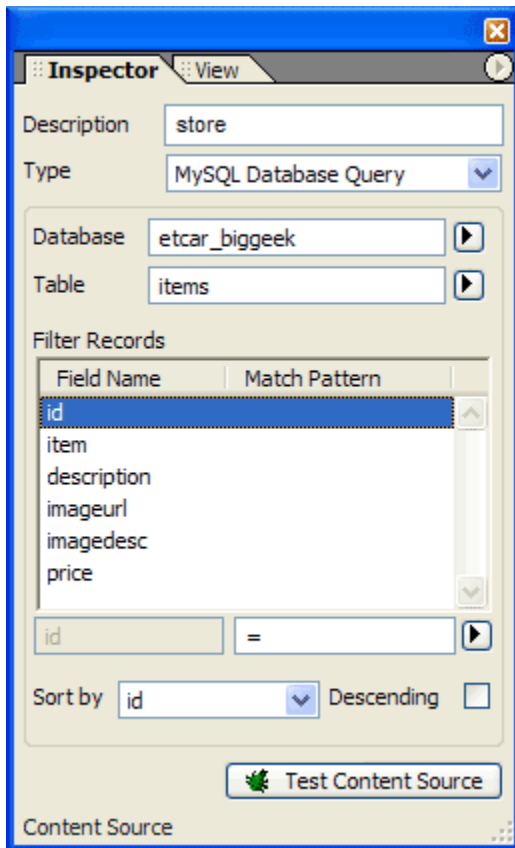 Inspector View
Description store
Type MySQL Database Query
Database etcar_biggeek
Table items
Filter Records
Field Name Match Pattern
id
item
description
imageurl
imagedesc
price
id =
Sort by id Descending
Test Content Source
Content Source